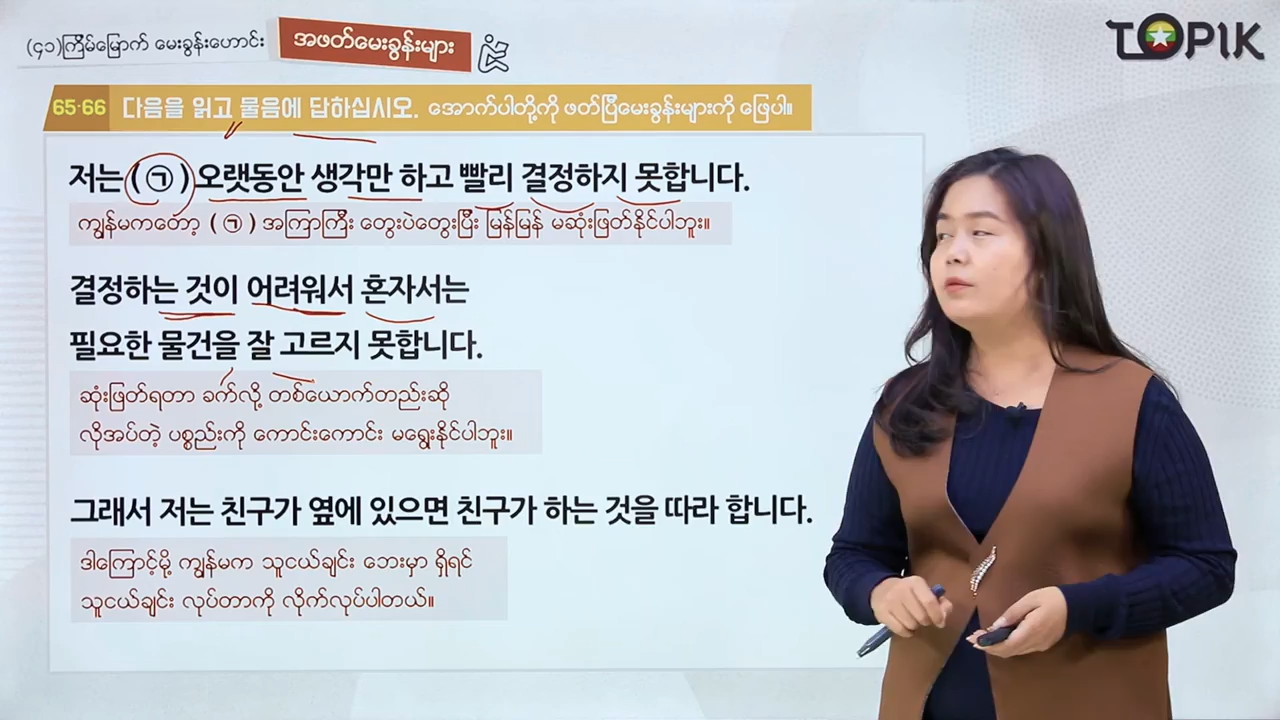 (၄၁)ကြိမ်မြောက် မေးခွန်းဟောင်း
အဖတ်မေးခွန်းများ
TOPIK
65-66 다음을 읽고 물음에 답하십시오. အောက်ပါတို့ကို ဖတ်ပြီးမေးခွန်းများကို ဖြေပါ။
저는 ( ㉠ ) 오랫동안 생각만 하고 빨리 결정하지 못합니다.
ကျွန်မကတော့ ( ㉠ ) အကြာကြီး တွေးပဲတွေးပြီး မြန်မြန် မဆုံးဖြတ်နိုင်ပါဘူး။
결정하는 것이 어려워서 혼자서는
필요한 물건을 잘 고르지 못합니다.
ဆုံးဖြတ်ရတာ ခက်လို့ တစ်ယောက်တည်းဆို
လိုအပ်တဲ့ ပစ္စည်းကို ကောင်းကောင်း မရွေးနိုင်ပါဘူး။
그래서 저는 친구가 옆에 있으면 친구가 하는 것을 따라 합니다.
ဒါကြောင့်မို့ ကျွန်မက သူငယ်ချင်း ဘေးမှာ ရှိရင်
သူငယ်ချင်း လုပ်တာကို လိုက်လုပ်ပါတယ်။